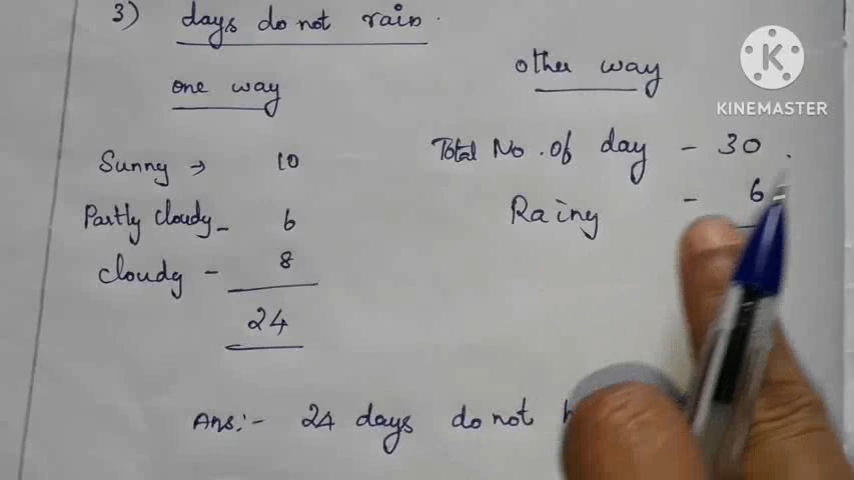 3) days do not rain.
one way
Sunny → 10
Partly cloudy - 6
cloudy - 8
24
other way
Total No. of day - 30
Rainy - 6
Ans:- 24 days do not
K
KINEMASTER